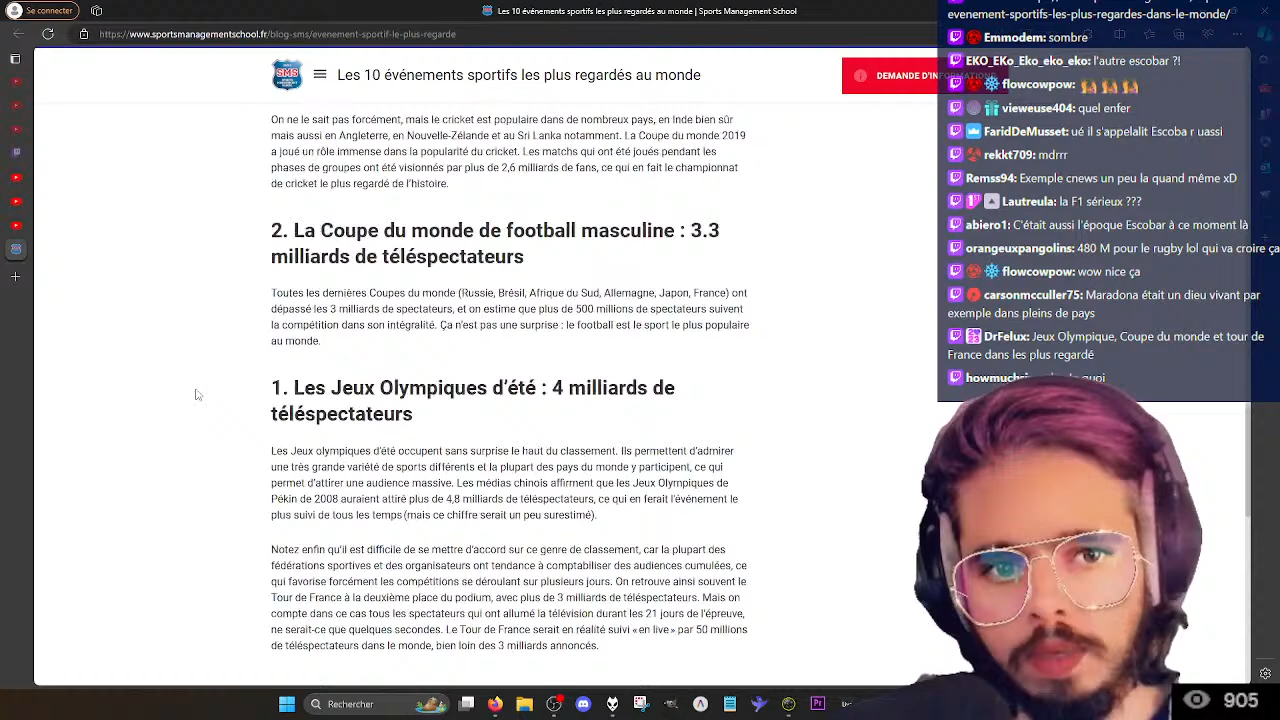 Les 10 événements sportifs les plus regardés au monde | Sports Management School
Se connecter
https://www.sportsmanagementschool.fr/blog-sms/evenement-sportif-le-plus-regarde
SMS
Les 10 événements sportifs les plus regardés au monde
DEMANDE D'INFORMATIONS
On ne le sait pas forcément, mais le cricket est populaire dans de nombreux pays, en Inde bien sûr
mais aussi en Angleterre, en Nouvelle-Zélande et au Sri Lanka notamment. La Coupe du monde 2019
a joué un rôle immense dans la popularité du cricket. Les matchs qui ont été joués pendant les
phases de groupes ont été visionnés par plus de 2,6 milliards de fans, ce qui en fait le championnat
de cricket le plus regardé de l'histoire.
2. La Coupe du monde de football masculine : 3.3
milliards de téléspectateurs
Toutes les dernières Coupes du monde (Russie, Brésil, Afrique du Sud, Allemagne, Japon, France) ont
dépassé les 3 milliards de spectateurs, et on estime que plus de 500 millions de spectateurs suivent
la compétition dans son intégralité. Ça n'est pas une surprise : le football est le sport le plus populaire
au monde.
1. Les Jeux Olympiques d'été : 4 milliards de
téléspectateurs
Les Jeux olympiques d'été occupent sans surprise le haut du classement. Ils permettent d'admirer
une très grande variété de sports différents et la plupart des pays du monde y participent, ce qui
permet d'attirer une audience massive. Les médias chinois affirment que les Jeux Olympiques de
Pékin de 2008 auraient attiré plus de 4,8 milliards de téléspectateurs, ce qui en ferait l'événement le
plus suivi de tous les temps (mais ce chiffre serait un peu surestimé).
Notez enfin qu'il est difficile de se mettre d'accord sur ce genre de classement, car la plupart des
fédérations sportives et des organisateurs ont tendance à comptabiliser des audiences cumulées, ce
qui favorise forcément les compétitions se déroulant sur plusieurs jours. On retrouve ainsi souvent le
Tour de France à la deuxième place du podium, avec plus de 3 milliards de téléspectateurs. Mais on
compte dans ce cas tous les spectateurs qui ont allumé la télévision durant les 21 jours de l'épreuve,
ne serait-ce que quelques secondes. Le Tour de France serait en réalité suivi « en live » par 50 millions
de téléspectateurs dans le monde, bien loin des 3 milliards annoncés.
evenement-sportifs-les-plus-regardes-dans-le-monde/
Emmodem: sombre
EKO_EKo_Eko_eko_eko: l'autre escobar ?!
flowcowpow:
vieweuse404: quel enfer
FaridDeMusset: ué il s'appelait Escoba r uassi
rekkt709: mdrrr
Remss94: Exemple cnews un peu la quand même xD
Lautreula: la F1 sérieux ???
abiero1: C'était aussi l'époque Escobar à ce moment là
orangeuxpangolins: 480 M pour le rugby lol qui va croire ça
flowcowpow: wow nice ça
carsonmcculler75: Maradona était un dieu vivant par
exemple dans pleins de pays
DrFelux: Jeux Olympique, Coupe du monde et tour de
France dans les plus regardé
quoi
Rechercher
Pr
905